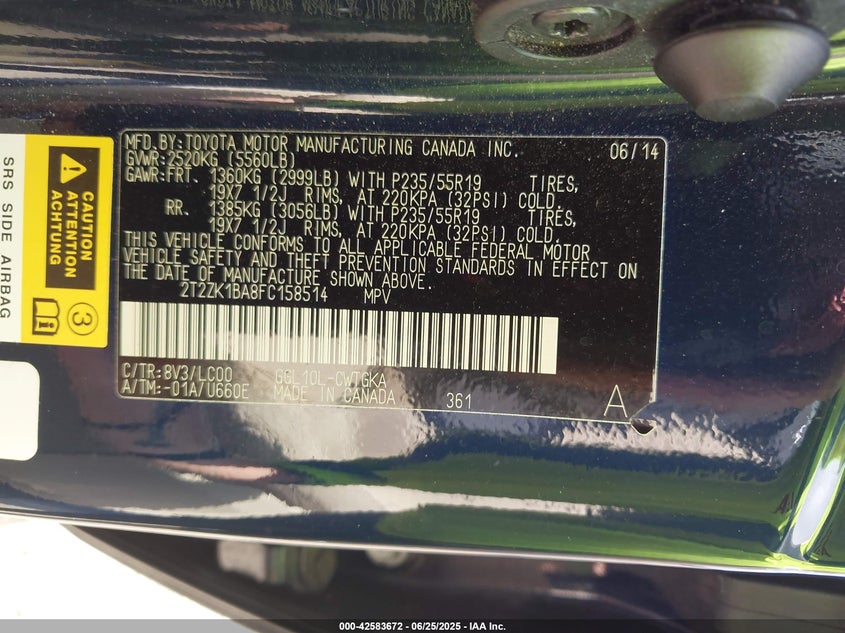 MFD.BY:TOYOTA MOTOR MANUFACTURING CANADA INC. 06/14
GVWR:2520KG (5560LB)
GAWR:FRT. 1360KG (2999LB) WITH P235/55R19 TIRES,
19X7 1/2J RIMS, AT 220KPA (32PSI) COLD.
RR. 1385KG (3056LB) WITH P235/55R19 TIRES,
19X7 1/2J RIMS, AT 220KPA (32PSI) COLD.
THIS VEHICLE CONFORMS TO ALL APPLICABLE FEDERAL MOTOR
VEHICLE SAFETY AND THEFT PREVENTION STANDARDS IN EFFECT ON
THE DATE OF MANUFACTURE SHOWN ABOVE.
2T2ZK1BA8FC158514 MPV
C/TR:8V3/LC00 GGL10L-CWTGKA
A/TM:-01A/U660E MADE IN CANADA 361 A
CAUTION
ATTENTION
ACHTUNG
3
SRS SIDE AIRBAG
000-42583672 - 06/25/2025 - IAA Inc.